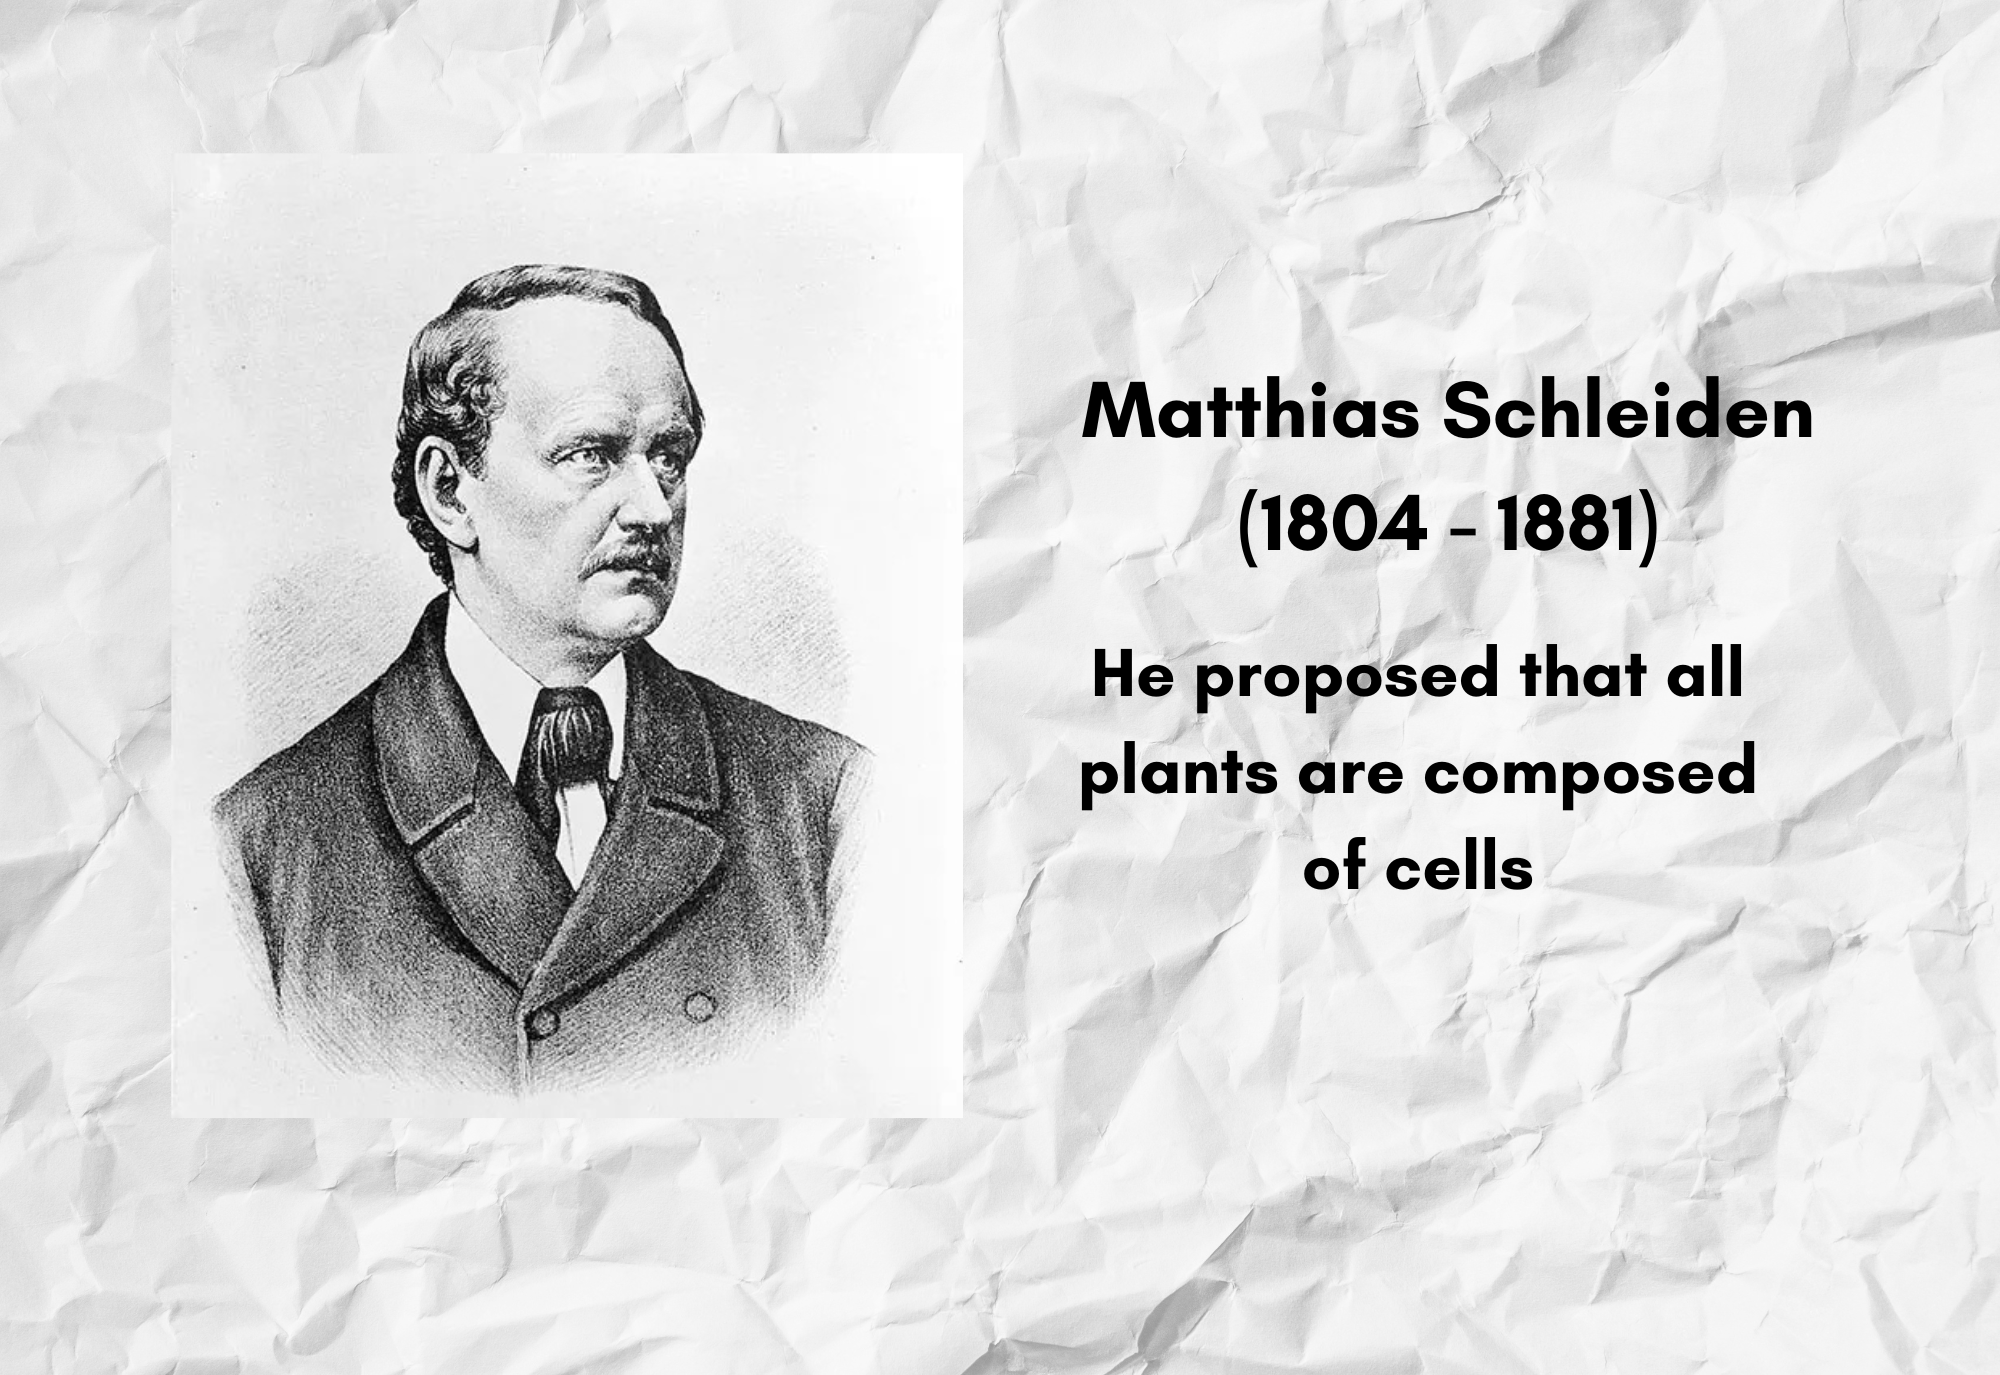 Matthias Schleiden
(1804 - 1881)
He proposed that all
plants are composed
of cells